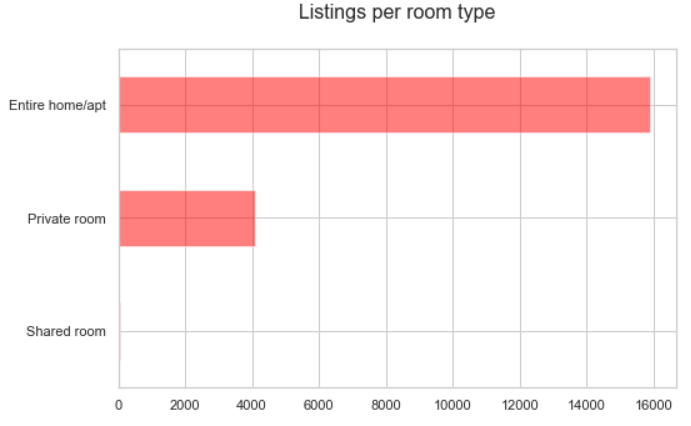 Listings per room type
Entire home/apt
Private room
Shared room
0 2000 4000 6000 8000 10000 12000 14000 16000